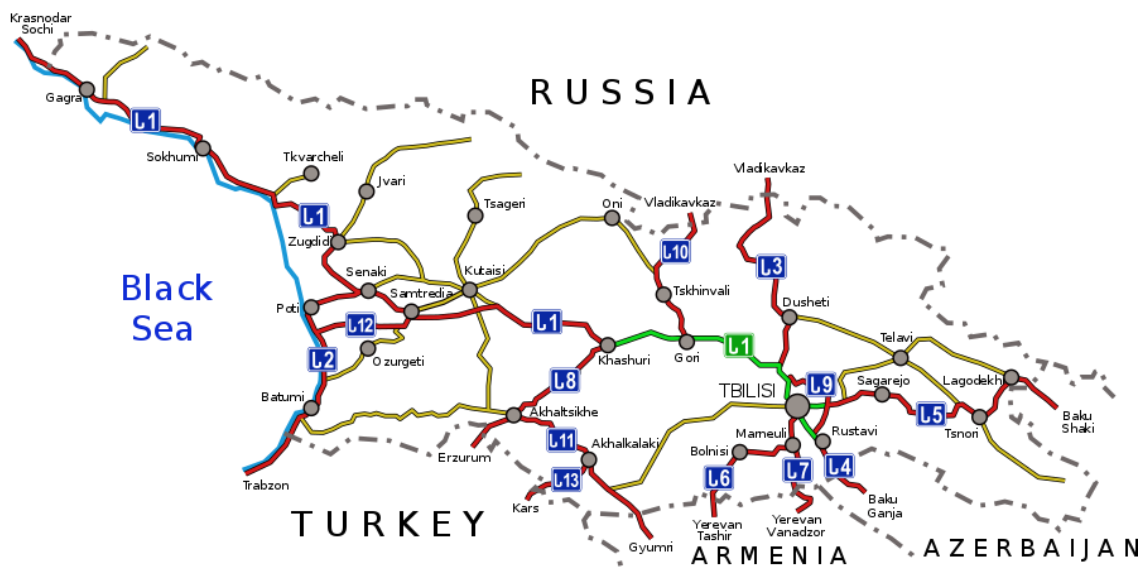 Krasnodar
Sochi
Gagra
ს1
Sokhumi
RUSSIA
Tkvarcheli
Jvari
Tsageri
Oni
Vladikavkaz
Vladikavkaz
ს1
Zugdidi
ს10
ს3
Black
Sea
Senaki
Samtredia
Kutaisi
Tskhinvali
Dusheti
Poti
ს12
ს1
ს1
Telavi
ს2
Ozurgeti
Khashuri
Gori
ს8
TBILISI
ს9
Sagarejo
Lagodekhi
Batumi
Akhaltsikhe
ს5
Baku
Shaki
Tsnori
ს11
Akhalkalaki
Marneuli
Rustavi
Bolnisi
Erzurum
Trabzon
ს13
ს6
ს7
ს4
Kars
Baku
Ganja
TURKEY
Yerevan
Tashir
Yerevan
Vanadzor
Gyumri
ARMENIA
AZERBAIJAN